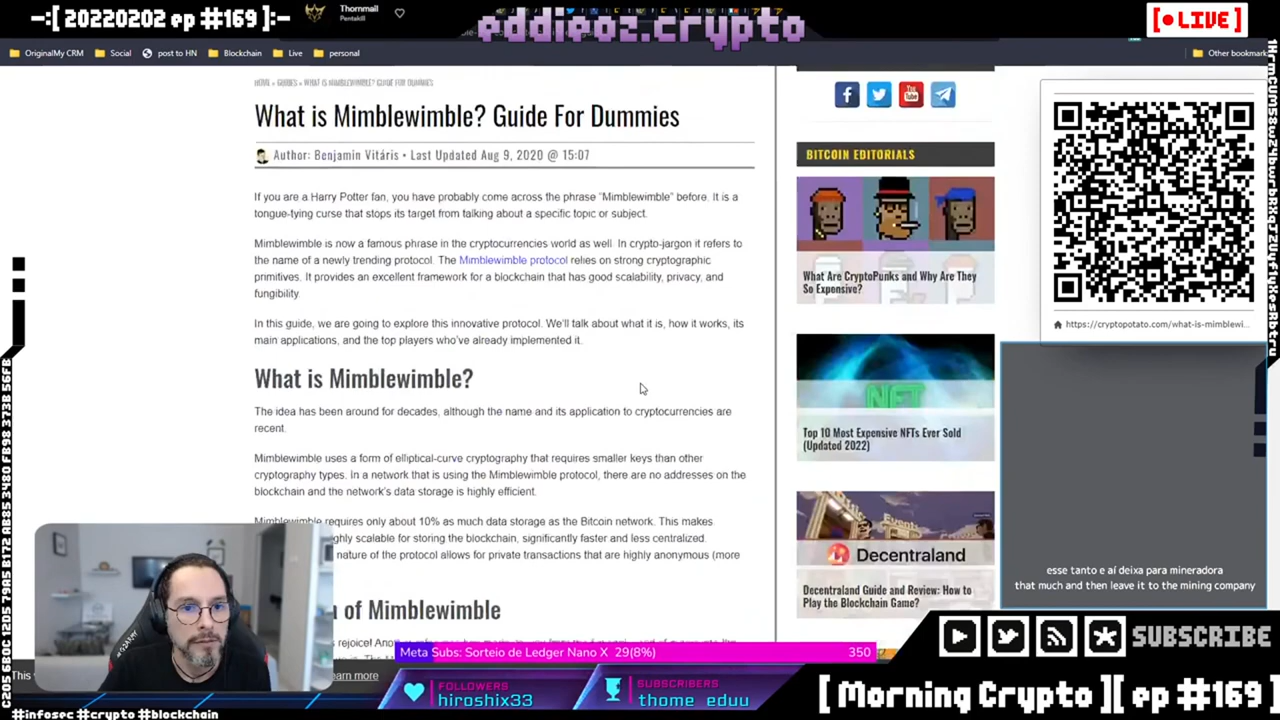 -:[ 20220202 ep #169 ]:-
Thornmail
Pentakill
eddieoz.crypto
[ • LIVE ]
OriginalMy CRM
Social
post to HN
Blockchain
Live
personal
Other bookmark
HOME » GUIDES » WHAT IS MIMBLEWIMBLE? GUIDE FOR DUMMIES
What is Mimblewimble? Guide For Dummies
Author: Benjamin Vitáris • Last Updated Aug 9, 2020 @ 15:07
If you are a Harry Potter fan, you have probably come across the phrase “Mimblewimble” before. It is a
tongue-tying curse that stops its target from talking about a specific topic or subject.
Mimblewimble is now a famous phrase in the cryptocurrencies world as well. In crypto-jargon it refers to
the name of a newly trending protocol. The Mimblewimble protocol relies on strong cryptographic
primitives. It provides an excellent framework for a blockchain that has good scalability, privacy, and
fungibility.
In this guide, we are going to explore this innovative protocol. We’ll talk about what it is, how it works, its
main applications, and the top players who’ve already implemented it.
What is Mimblewimble?
The idea has been around for decades, although the name and its application to cryptocurrencies are
recent.
Mimblewimble uses a form of elliptical-curve cryptography that requires smaller keys than other
cryptography types. In a network that is using the Mimblewimble protocol, there are no addresses on the
blockchain and the network’s data storage is highly efficient.
Mimblewimble requires only about 10% as much data storage as the Bitcoin network. This makes
ghly scalable for storing the blockchain, significantly faster and less centralized.
nature of the protocol allows for private transactions that are highly anonymous (more
of Mimblewimble
This
earn more
BITCOIN EDITORIALS
What Are CryptoPunks and Why Are They
So Expensive?
NFT
Top 10 Most Expensive NFTs Ever Sold
(Updated 2022)
Events
Decentraland
Decentraland Guide and Review: How to
Play the Blockchain Game?
https://cryptopotato.com/what-is-mimblewi...
esse tanto e aí deixa para mineradora
that much and then leave it to the mining company
SUBSCRIBE
Meta Subs: Sorteio de Ledger Nano X 29(8%) 350
FOLLOWERS
hiroshix33
SUBSCRIBERS
thome_eduu
[ Morning Crypto ][ ep #169 ]
#infosec #crypto #blockchain